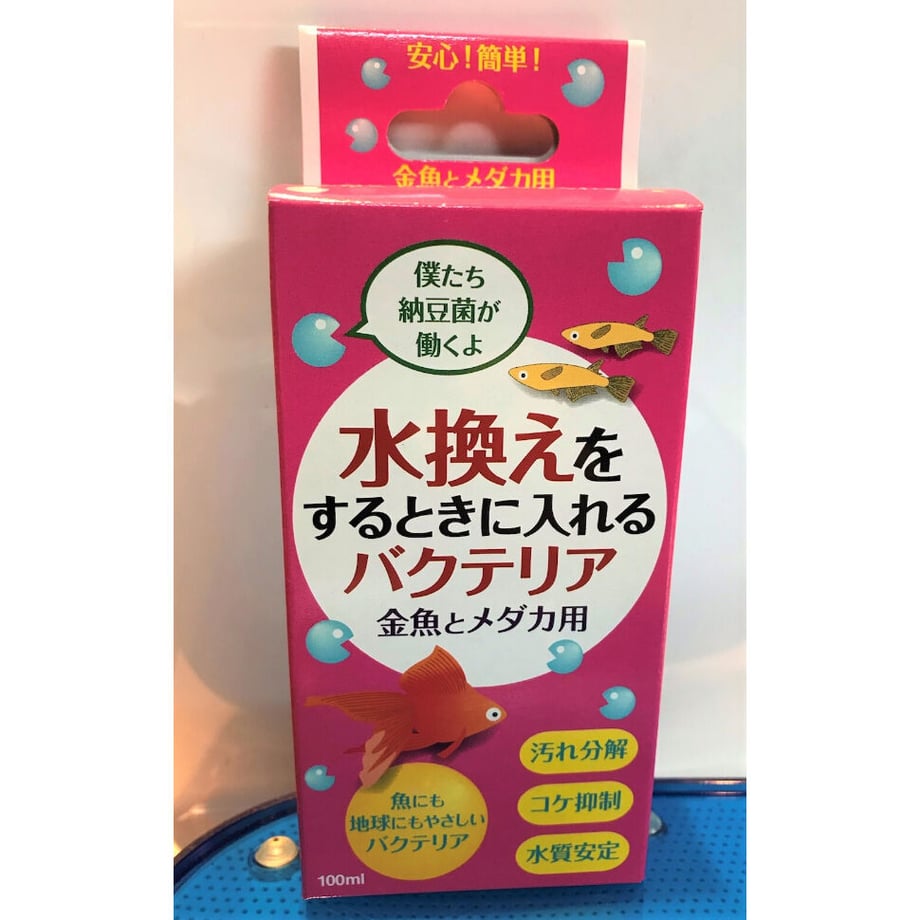 安心!簡単!
金魚とメダカ用
僕たち
納豆菌が
働くよ
水換えを
するときに入れる
バクテリア
金魚とメダカ用
汚れ分解
コケ抑制
水質安定
魚にも
地球にもやさしい
バクテリア
100ml